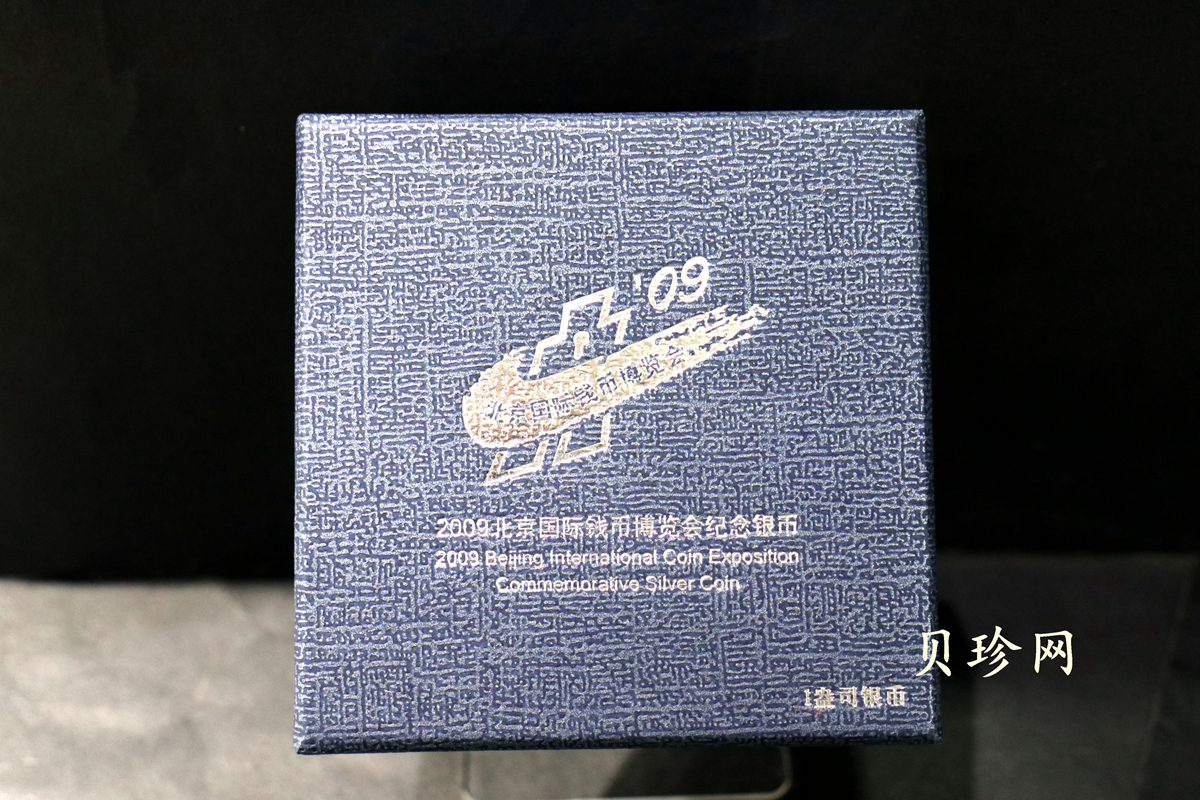 '09
北京国际钱币博览会
2009北京国际钱币博览会纪念银币
2009 Beijing International Coin Exposition
Commemorative Silver Coin
贝珍网
1盎司银币